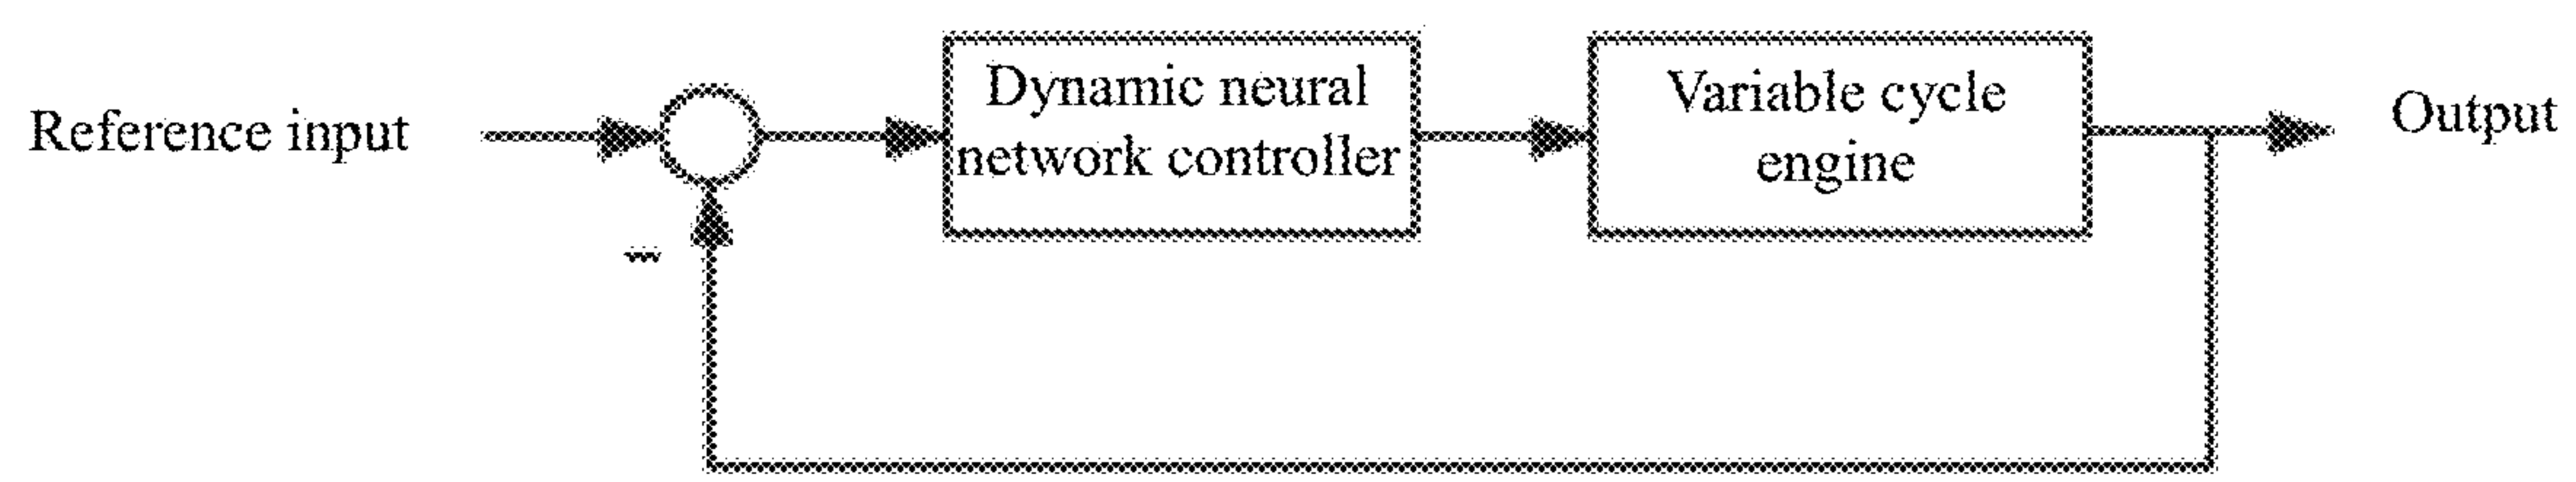 Reference input
Dynamic neural
network controller
Variable cycle
engine
Output
−